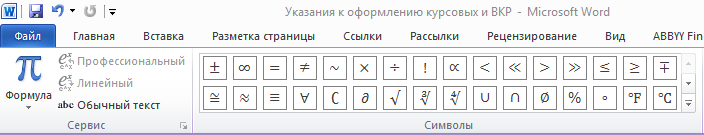 Указания к оформлению курсовых и ВКР - Microsoft Word
Файл Главная Вставка Разметка страницы Ссылки Рассылки Рецензирование Вид ABBYY Fin
π Формула
Профессиональный
Линейный
abc Обычный текст
± ∞ = ≠ ~ × ÷ ! ∝ < ≪ > ≫ ≤ ≥ ∓
≅ ≈ ≡ ∀ ∁ ∂ √ ∛ ∜ ∪ ∩ ∅ % ° °F °C
Сервис Символы